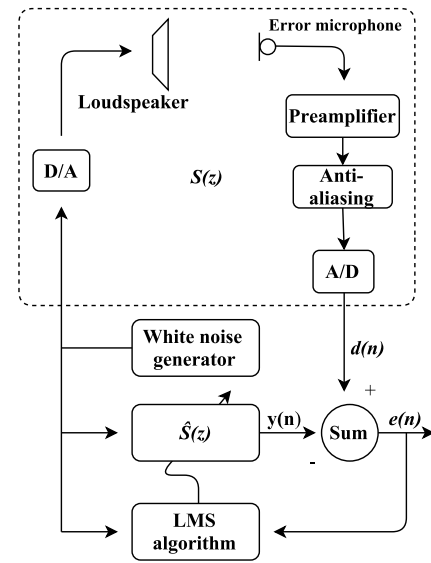 Error microphone
Loudspeaker
Preamplifier
D/A
S(z)
Anti-
aliasing
A/D
White noise
generator
d(n)
+
Ŝ(z)
y(n)
Sum
e(n)
-
LMS
algorithm